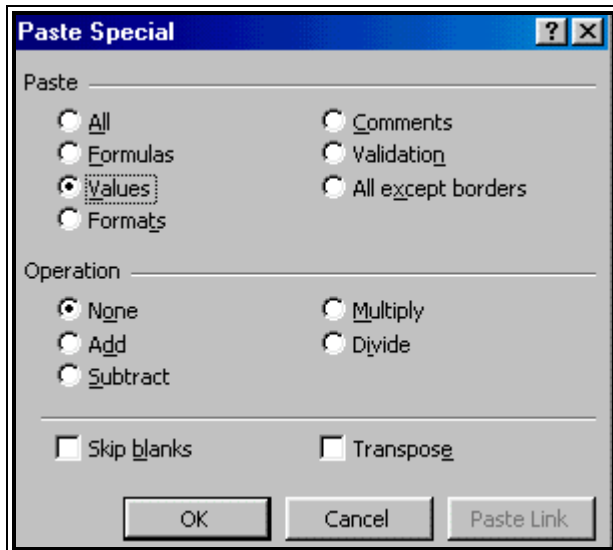 Paste Special ?
Paste
All Comments
Formulas Validation
Values All except borders
Formats
Operation
None Multiply
Add Divide
Subtract
Skip blanks Transpose
OK Cancel Paste Link